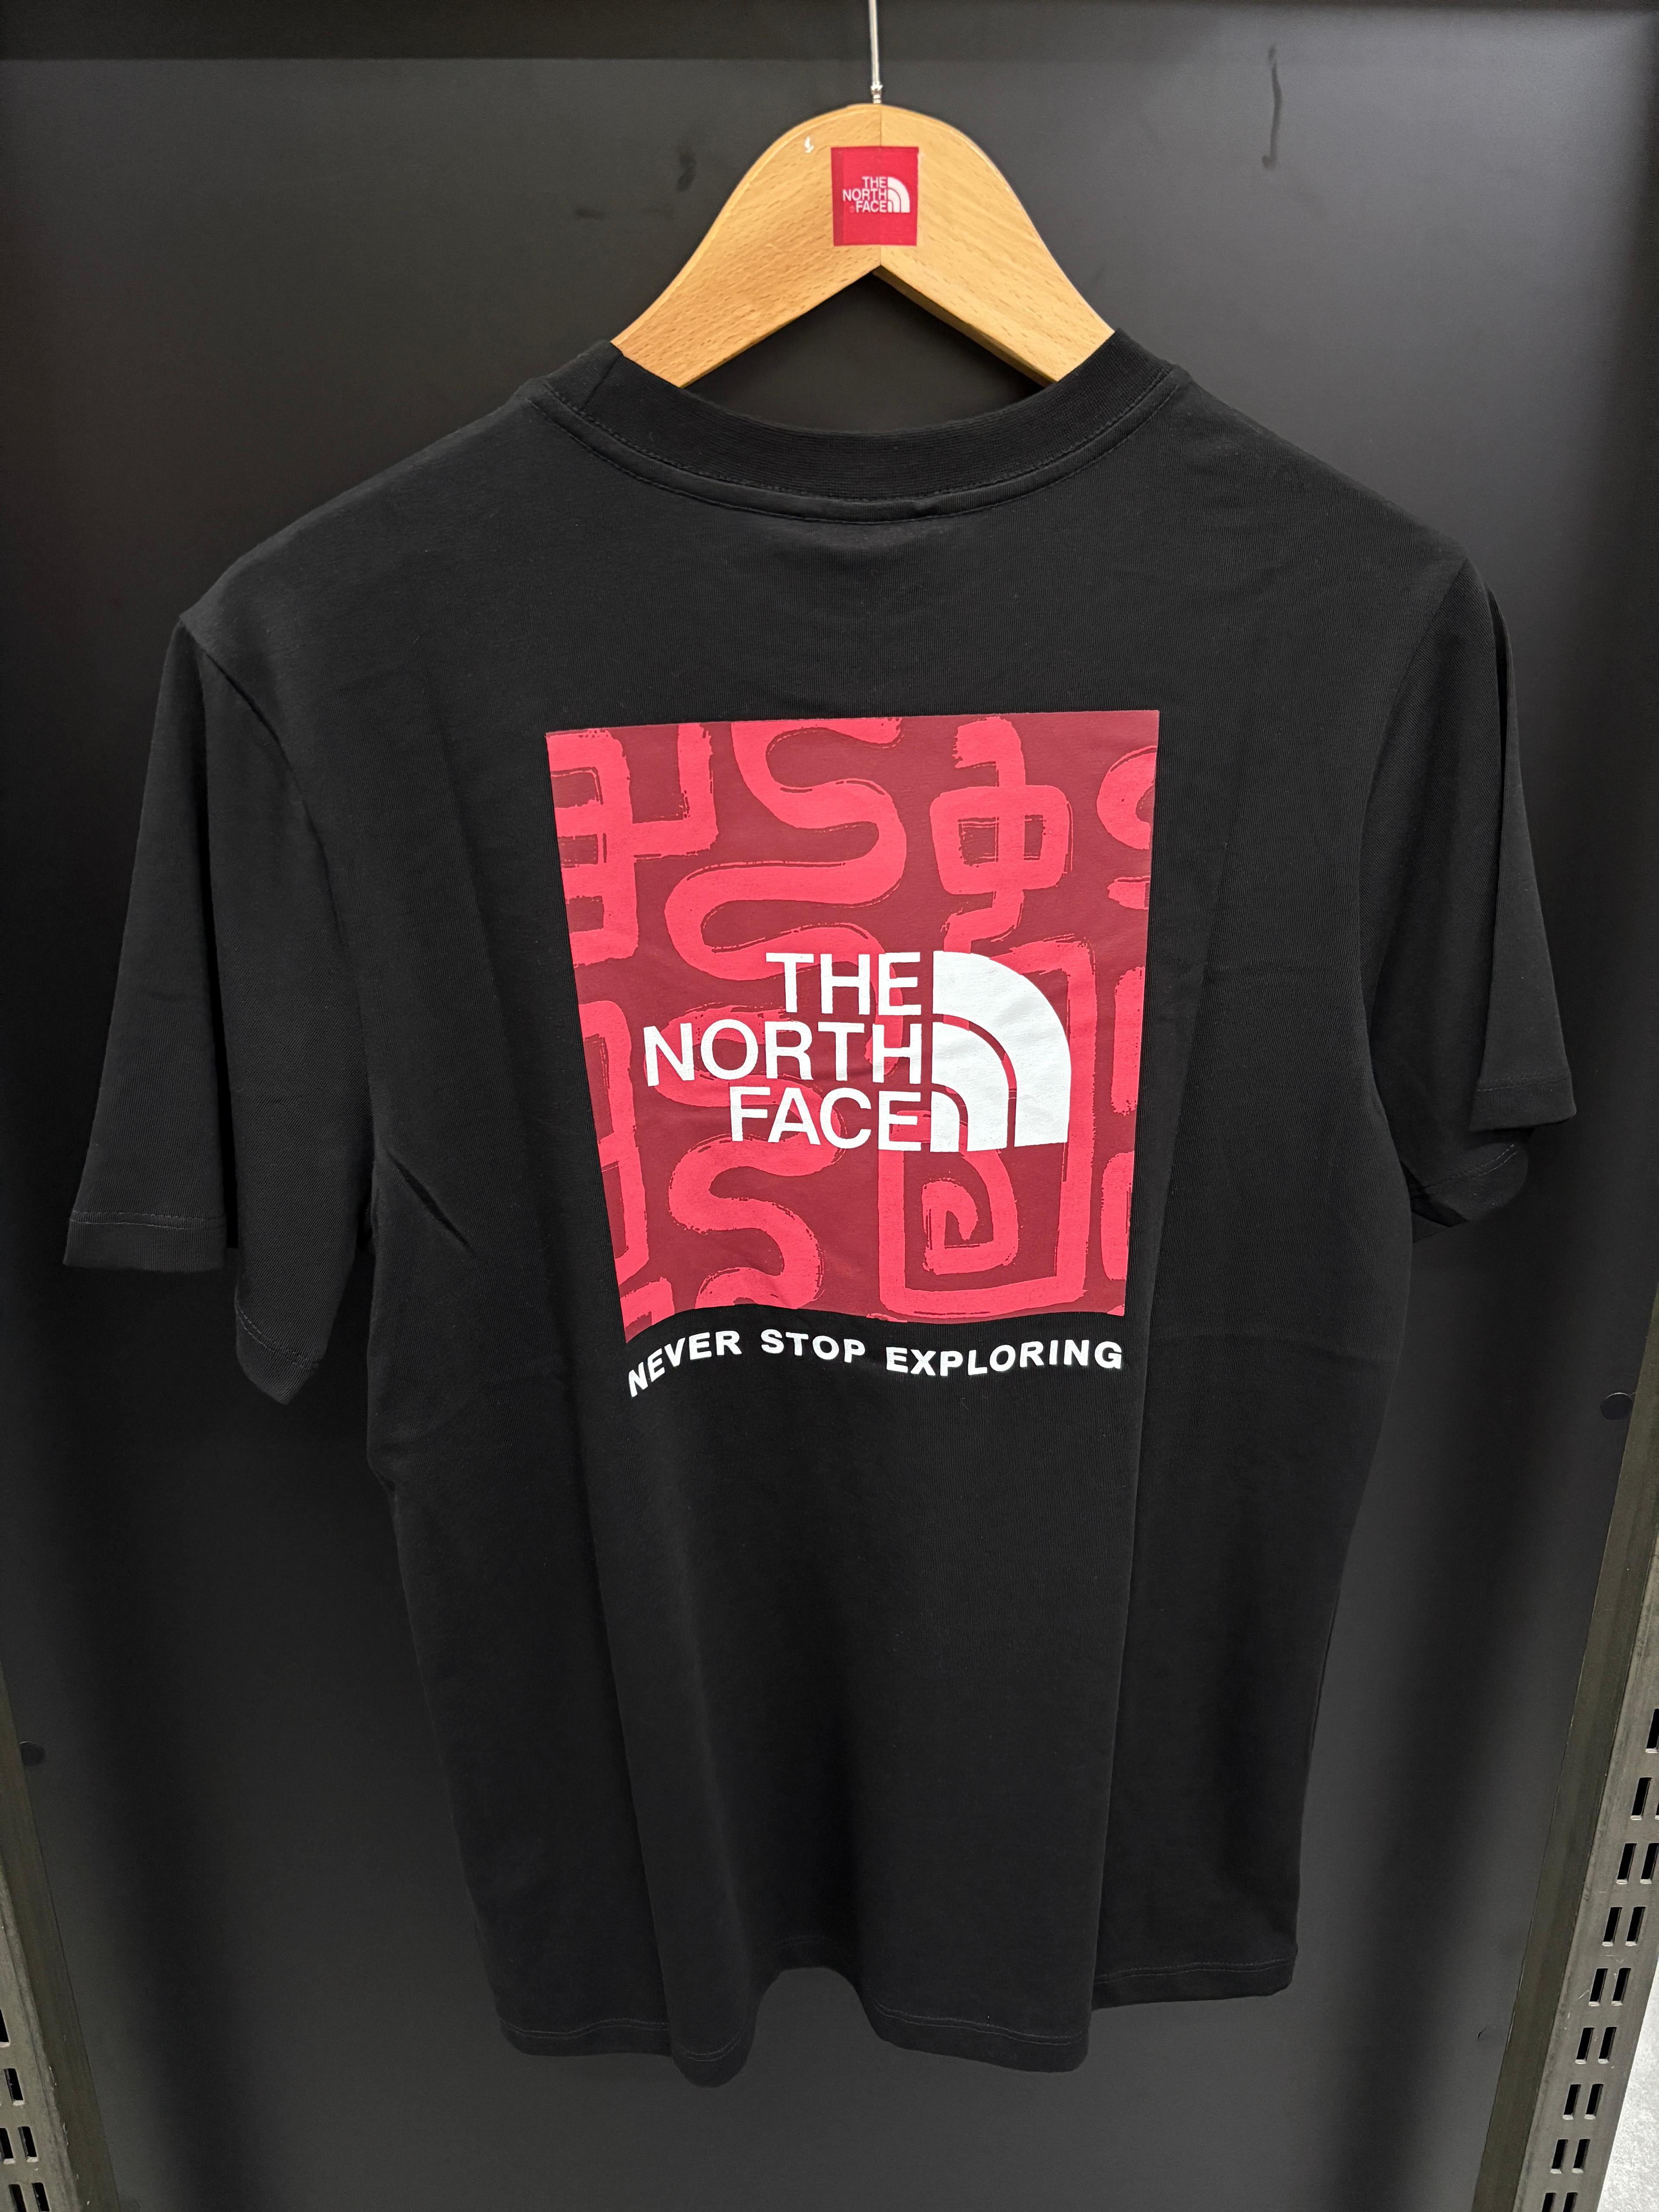 THE
NORTH
FACE
THE
NORTH
FACE
NEVER STOP EXPLORING